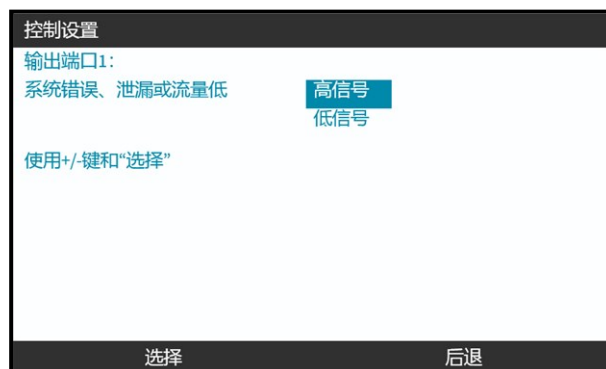 控制设置
输出端口1:
系统错误、泄漏或流量低 高信号
低信号
使用+/-键和“选择”
选择 后退